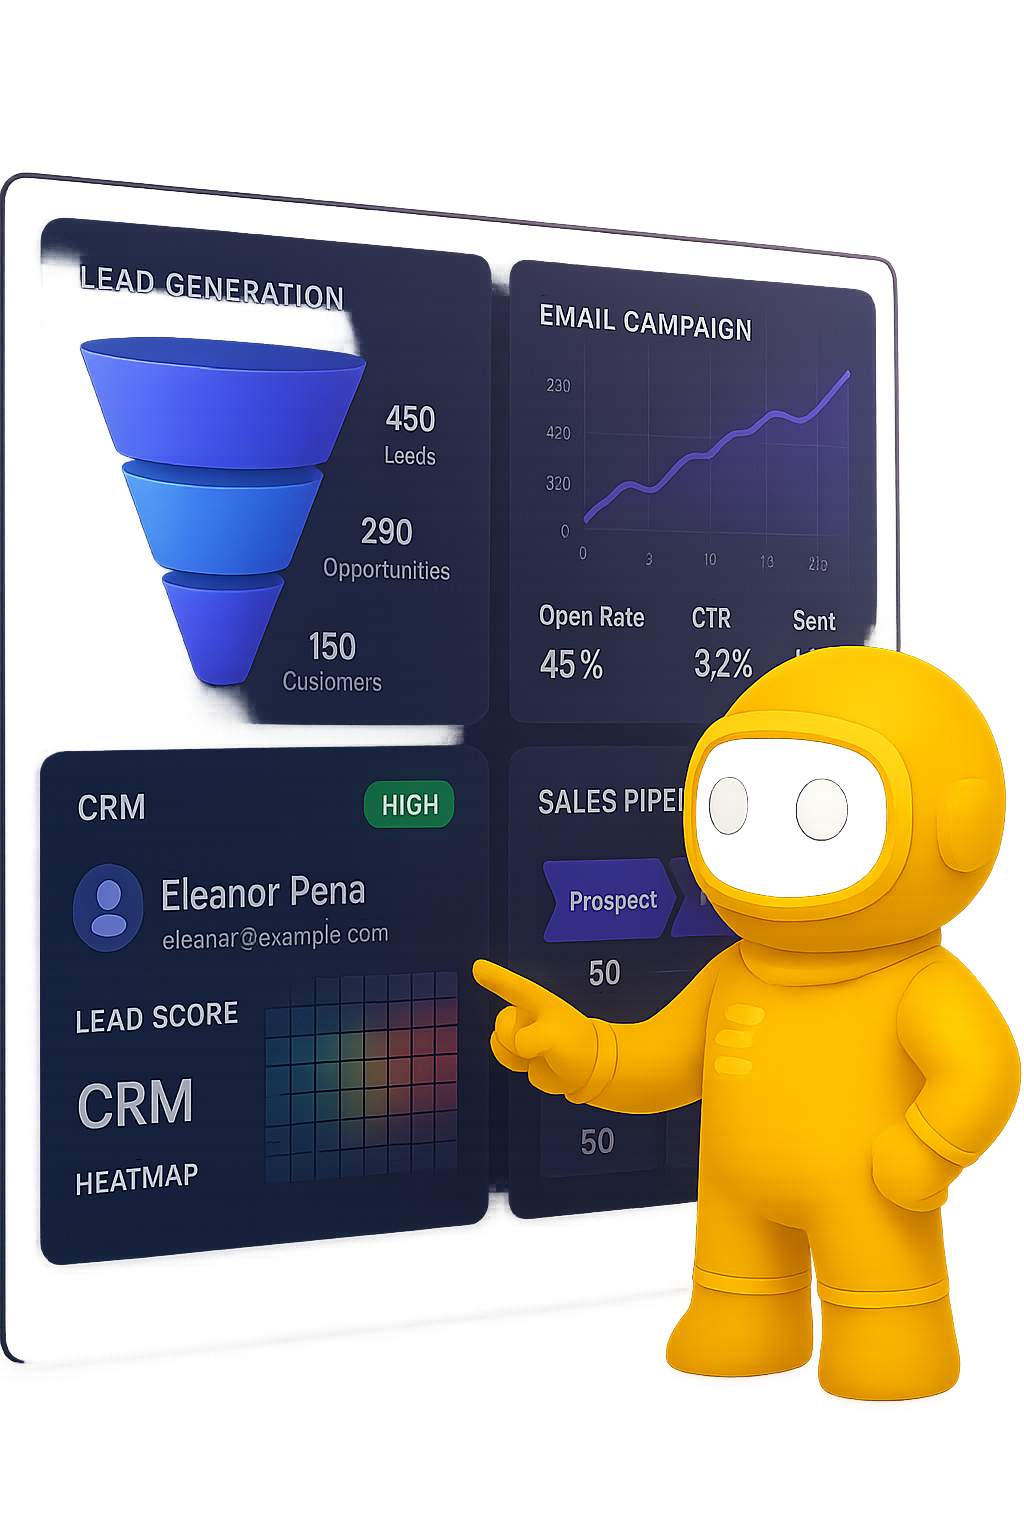 LEAD GENERATION
450
Leeds
290
Opportunities
150
Cusiomers
EMAIL CAMPAIGN
230
420
320
0
0
3
10
Open Rate
CTR
Sent
45%
3,2%
CRM
HIGH
Eleanor Pena
eleanar@example com
LEAD SCORE
CRM
HEATMAP
SALES PIPE
Prospect
50
50